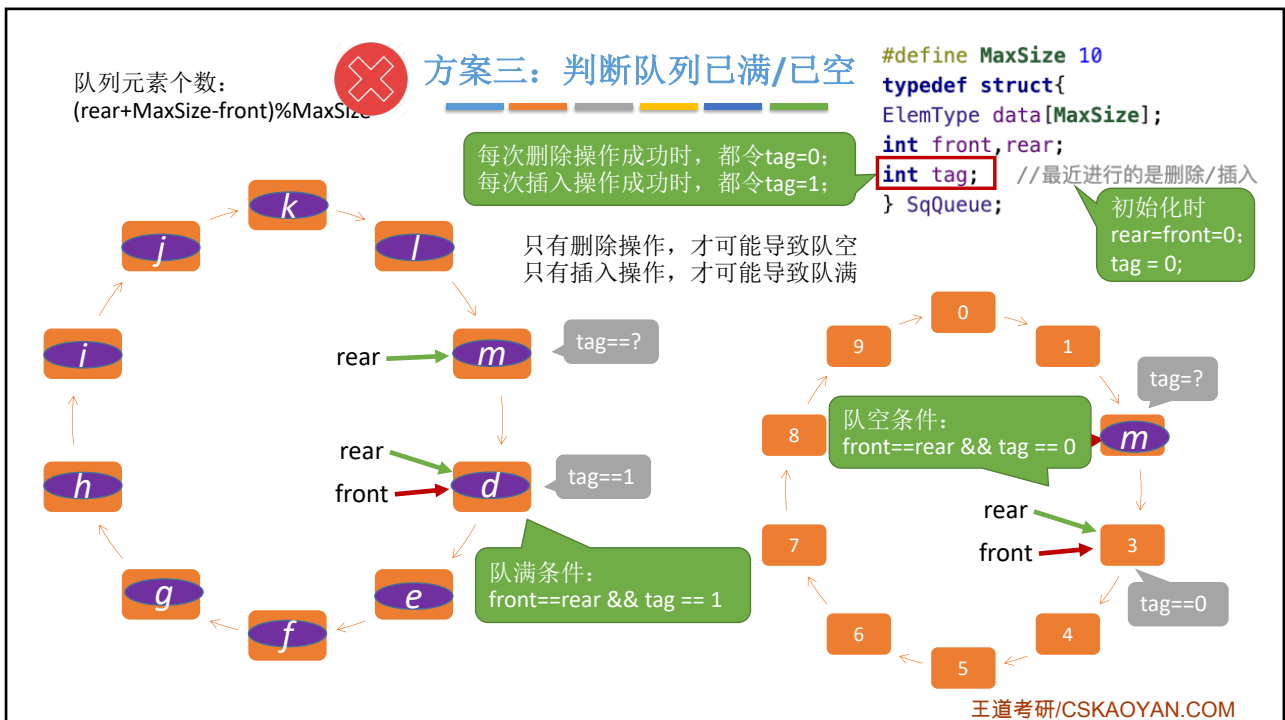 队列元素个数：
(rear+MaxSize-front)%MaxSize
方案三：判断队列已满/已空
#define MaxSize 10
typedef struct{
ElemType data[MaxSize];
int front,rear;
int tag; //最近进行的是删除/插入
} SqQueue;
每次删除操作成功时，都令tag=0；
每次插入操作成功时，都令tag=1；
初始化时
rear=front=0；
tag = 0;
只有删除操作，才可能导致队空
只有插入操作，才可能导致队满
k
l
m
d
e
f
g
h
i
j
rear
tag==?
rear
front
tag==1
队满条件：
front==rear && tag == 1
0
1
m
3
4
5
6
7
8
9
tag=?
队空条件：
front==rear && tag == 0
rear
front
tag==0
王道考研/CSKAOYAN.COM